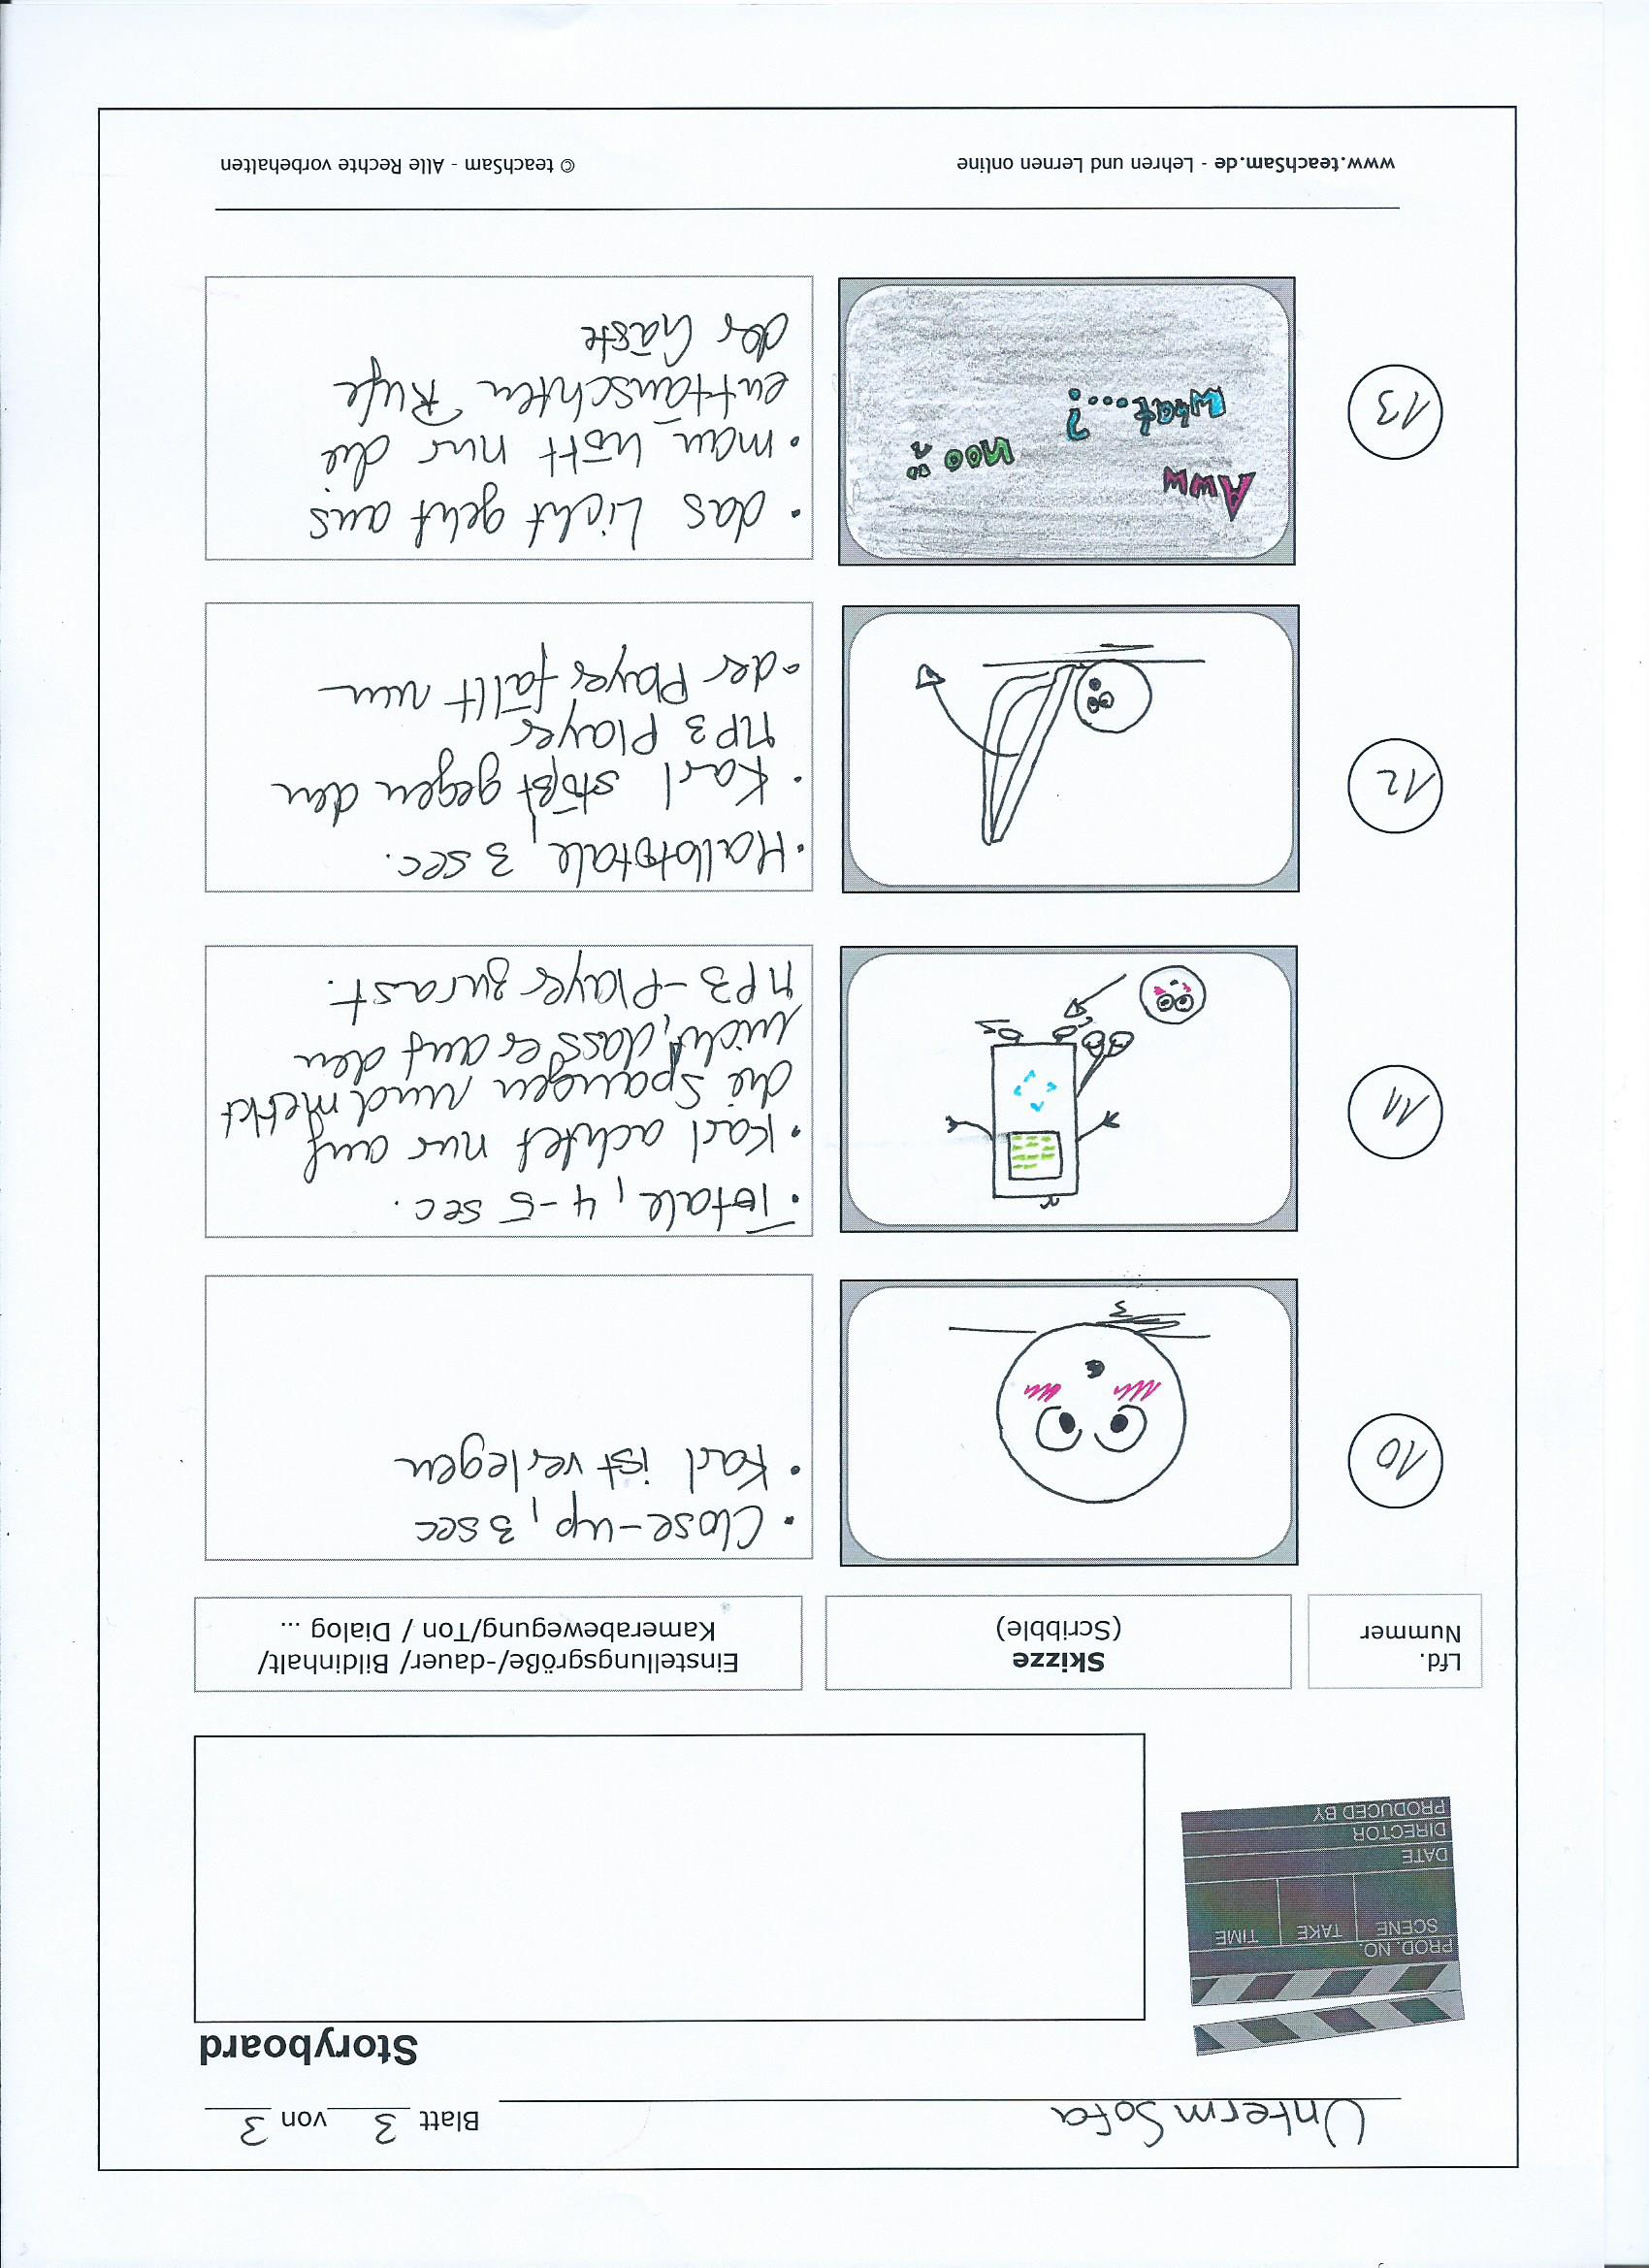 Unterm Sofa
Blatt 3 von 3
Storyboard
PROD. NO.
SCENE TAKE TIME
DATE
DIRECTOR
PRODUCED BY
Lfd.
Nummer
Skizze
(Scribble)
Einstellungsgröße/-dauer/ Bildinhalt/
Kamerabewegung/Ton / Dialog ...
10
• Close-up, 3 sec
• Karl ist verlegen
11
• Totale, 4-5 sec.
• Karl achtet nur auf
die Spangen und merkt
nicht, dass er auf den
MP3-Player zurast.
12
• Halbtotale, 3 sec.
• Karl stößt gegen den
MP3 Player
• der Player fällt um
13
Aww
noo
What....?
• das Licht geht aus
• man hört nur die
enttäuschten Rufe
der Gäste
www.teachSam.de - Lehren und Lernen online
© teachSam - Alle Rechte vorbehalten